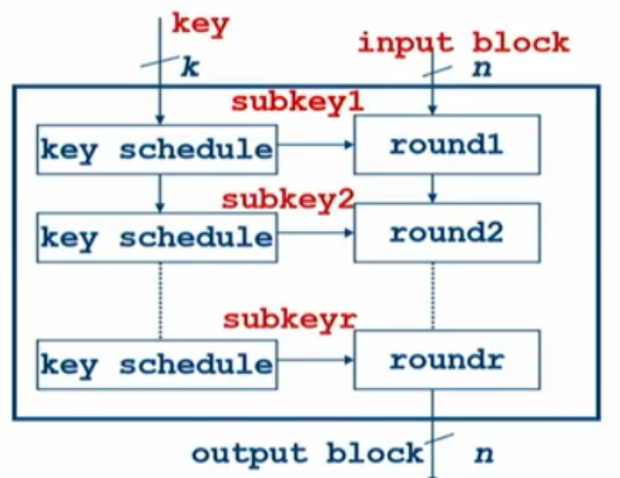 key
input block
k
n
subkey1
key schedule
round1
subkey2
key schedule
round2
subkeyr
key schedule
roundr
output block
n